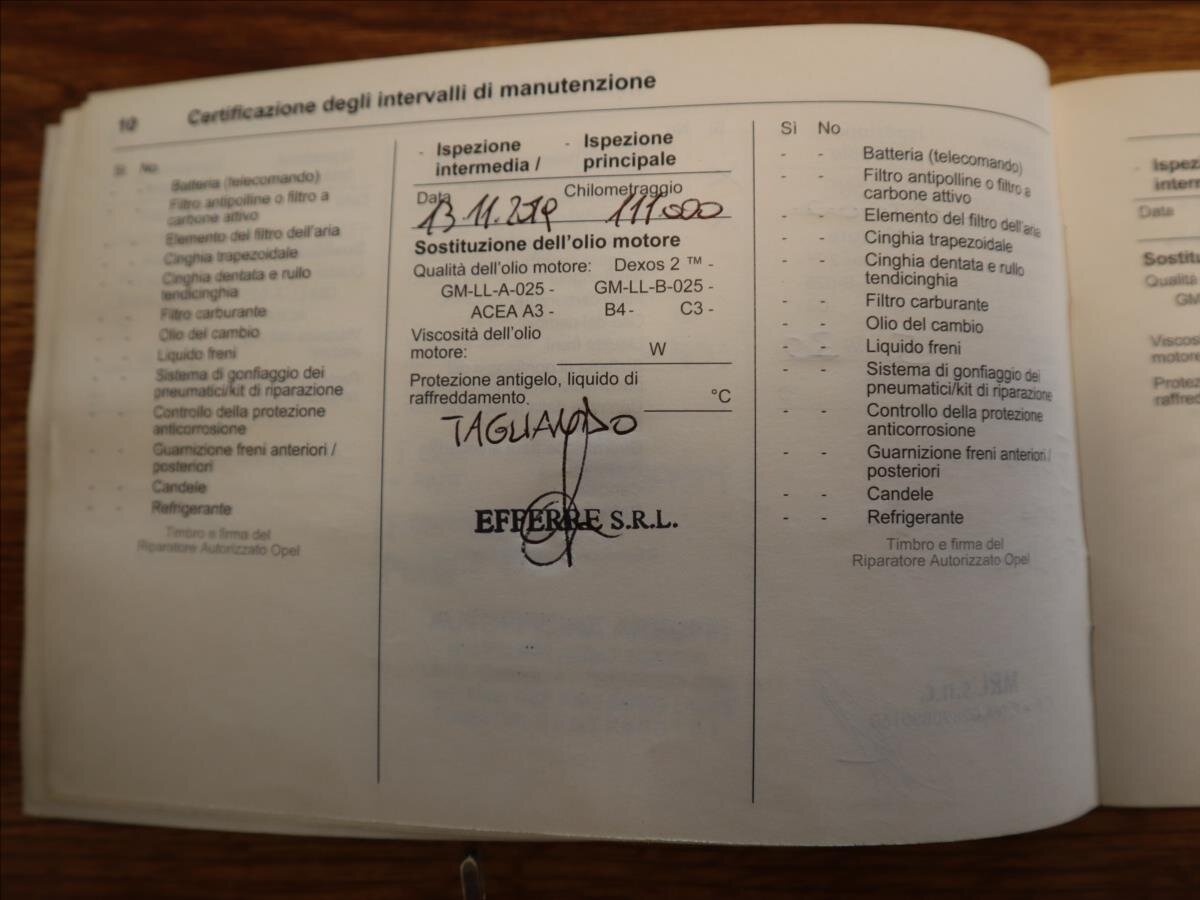 10 Certificazione degli intervalli di manutenzione
Sì No
- - Batteria (telecomando)
- - Filtro antipolline o filtro a
carbone attivo
- - Elemento del filtro dell'aria
- - Cinghia trapezoidale
- - Cinghia dentata e rullo
tendicinghia
- - Filtro carburante
- - Olio del cambio
- - Liquido freni
- - Sistema di gonfiaggio dei
pneumatici/kit di riparazione
- - Controllo della protezione
anticorrosione
- - Guarnizione freni anteriori /
posteriori
- - Candele
- - Refrigerante
Timbro e firma del
Riparatore Autorizzato Opel
- Ispezione - Ispezione
intermedia / principale
Data Chilometraggio
13.11.2019 111000
Sostituzione dell'olio motore
Qualità dell'olio motore: Dexos 2 ™ -
GM-LL-A-025 - GM-LL-B-025 -
ACEA A3 - B4 - C3 -
Viscosità dell'olio
motore: W
Protezione antigelo, liquido di
raffreddamento. °C
TAGLIANDO
EFFERRE S.R.L.
Sì No
- - Batteria (telecomando)
- - Filtro antipolline o filtro a
carbone attivo
- - Elemento del filtro dell'aria
- - Cinghia trapezoidale
- - Cinghia dentata e rullo
tendicinghia
- - Filtro carburante
- - Olio del cambio
- - Liquido freni
- - Sistema di gonfiaggio dei
pneumatici/kit di riparazione
- - Controllo della protezione
anticorrosione
- - Guarnizione freni anteriori /
posteriori
- - Candele
- - Refrigerante
Timbro e firma del
Riparatore Autorizzato Opel
Data
Qualità
GM
motore